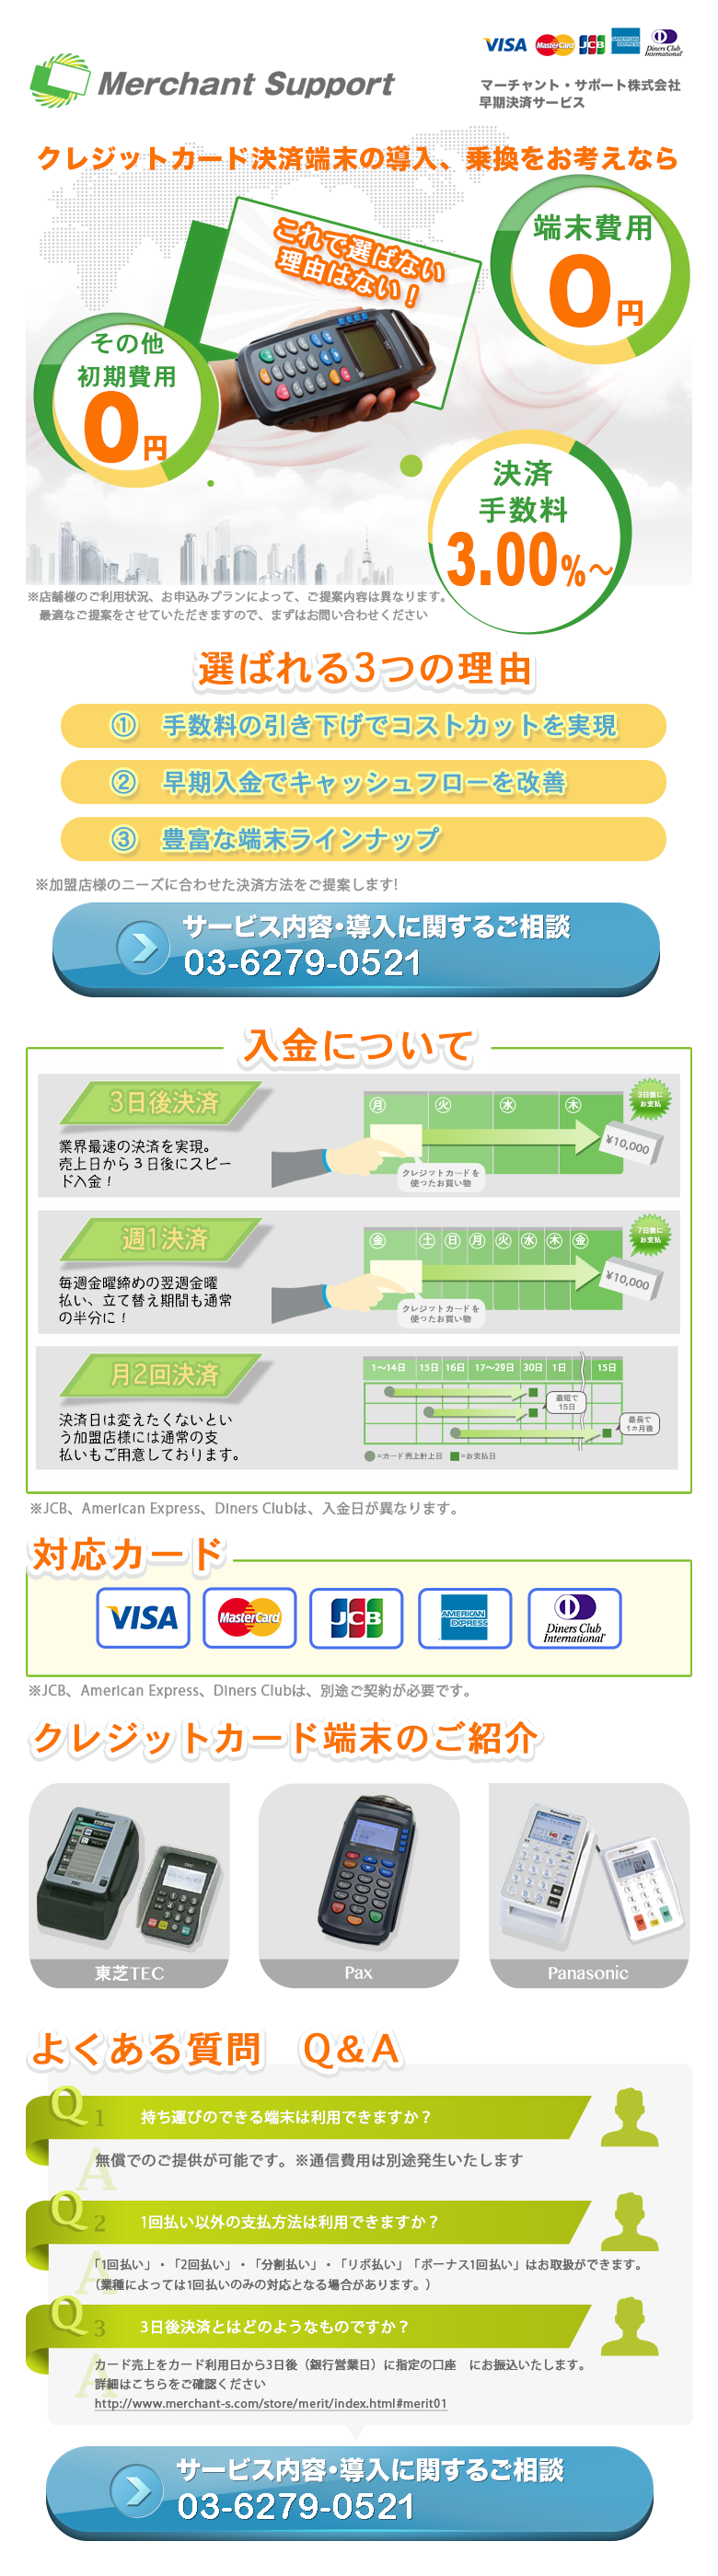 VISA MasterCard JCB AMERICAN EXPRESS Diners Club International
Merchant Support
マーチャント・サポート株式会社
早期決済サービス
クレジットカード決済端末の導入、乗換をお考えなら
これで選ばない
理由はない！
端末費用
0円
その他
初期費用
0円
決済
手数料
3.00%～
※店舗様のご利用状況、お申込みプランによって、ご提案内容は異なります。
最適なご提案をさせていただきますので、まずはお問い合わせください
選ばれる3つの理由
① 手数料の引き下げでコストカットを実現
② 早期入金でキャッシュフローを改善
③ 豊富な端末ラインナップ
※加盟店様のニーズに合わせた決済方法をご提案します!
サービス内容・導入に関するご相談
03-6279-0521
入金について
3日後決済
業界最速の決済を実現。
売上日から３日後にスピー
ド入金！
月 火 水 木
3日後に
お支払
¥10,000
クレジットカードを
使ったお買い物
週1決済
毎週金曜締めの翌週金曜
払い、立て替え期間も通常
の半分に！
金 土 日 月 火 水 木 金
7日後に
お支払
¥10,000
クレジットカードを
使ったお買い物
月2回決済
決済日は変えたくないとい
う加盟店様には通常の支
払いもご用意しております。
1～14日 15日 16日 17～29日 30日 1日 15日
最短で
15日
最長で
1ヵ月後
=カード売上計上日 =お支払日
※JCB、American Express、Diners Clubは、入金日が異なります。
対応カード
VISA MasterCard JCB AMERICAN EXPRESS Diners Club International
※JCB、American Express、Diners Clubは、別途ご契約が必要です。
クレジットカード端末のご紹介
東芝TEC
Pax
Panasonic
よくある質問 Q&A
Q1 持ち運びのできる端末は利用できますか？
A 無償でのご提供が可能です。※通信費用は別途発生いたします
Q2 1回払い以外の支払方法は利用できますか？
A 「1回払い」・「2回払い」・「分割払い」・「リボ払い」「ボーナス1回払い」はお取扱ができます。
（業種によっては1回払いのみの対応となる場合があります。）
Q3 3日後決済とはどのようなものですか？
A カード売上をカード利用日から3日後（銀行営業日）に指定の口座 にお振込いたします。
詳細はこちらをご確認ください
http://www.merchant-s.com/store/merit/index.html#merit01
サービス内容・導入に関するご相談
03-6279-0521